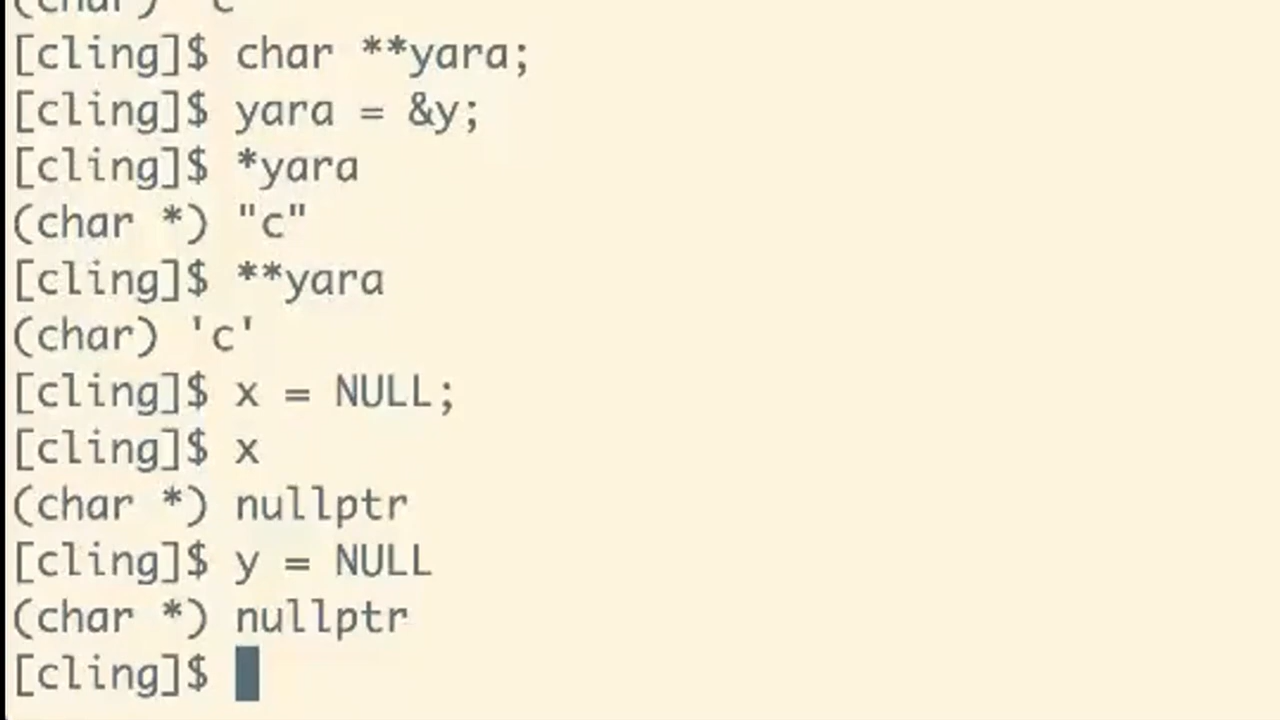 (char) 'c'
[cling]$ char **yara;
[cling]$ yara = &y;
[cling]$ *yara
(char *) "c"
[cling]$ **yara
(char) 'c'
[cling]$ x = NULL;
[cling]$ x
(char *) nullptr
[cling]$ y = NULL
(char *) nullptr
[cling]$